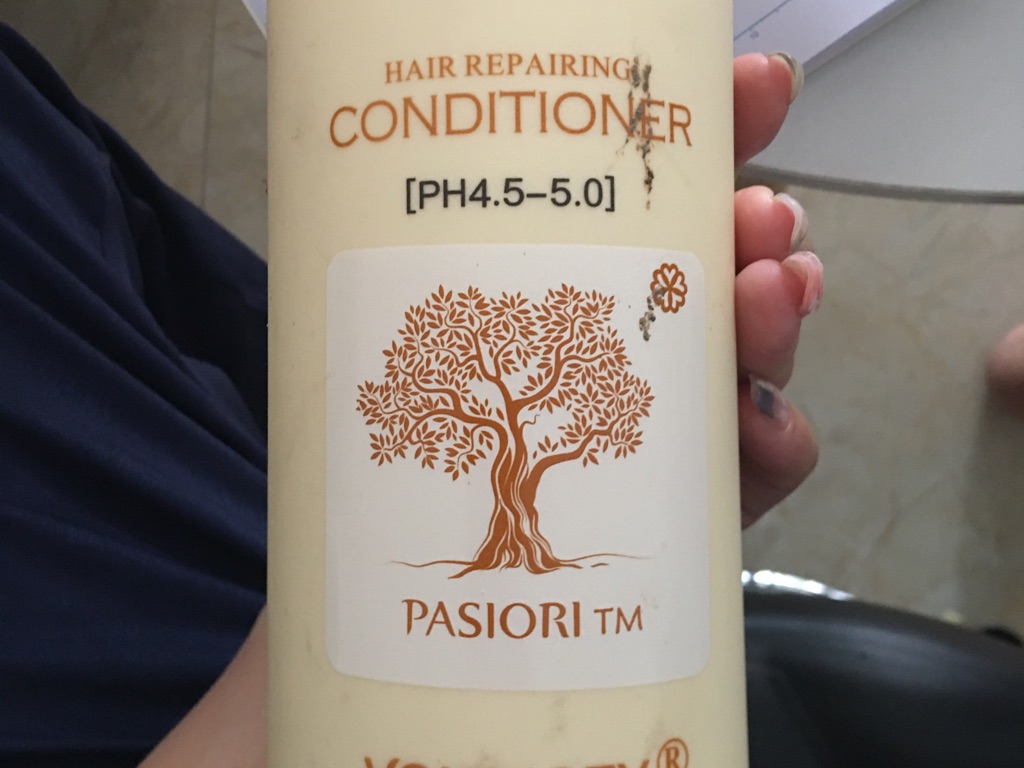 HAIR REPAIRING
CONDITIONER
[PH4.5–5.0]
PASIORI TM
®